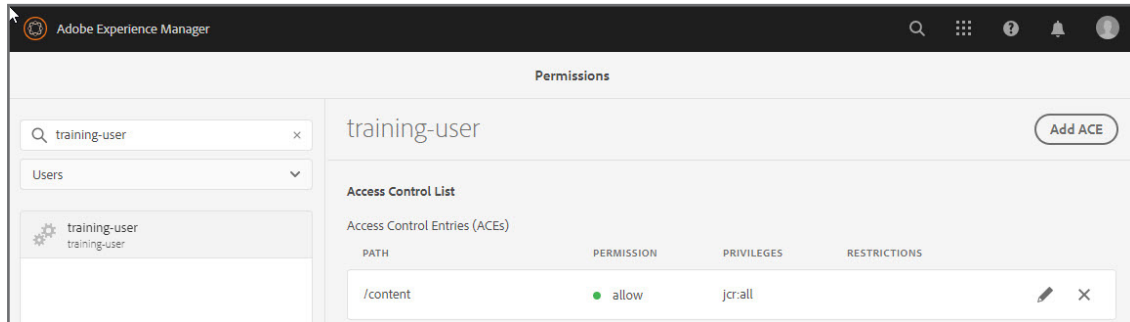 Adobe Experience Manager
Permissions
training-user
Users
training-user
training-user
training-user
Add ACE
Access Control List
Access Control Entries (ACEs)
PATH PERMISSION PRIVILEGES RESTRICTIONS
/content allow jcr:all